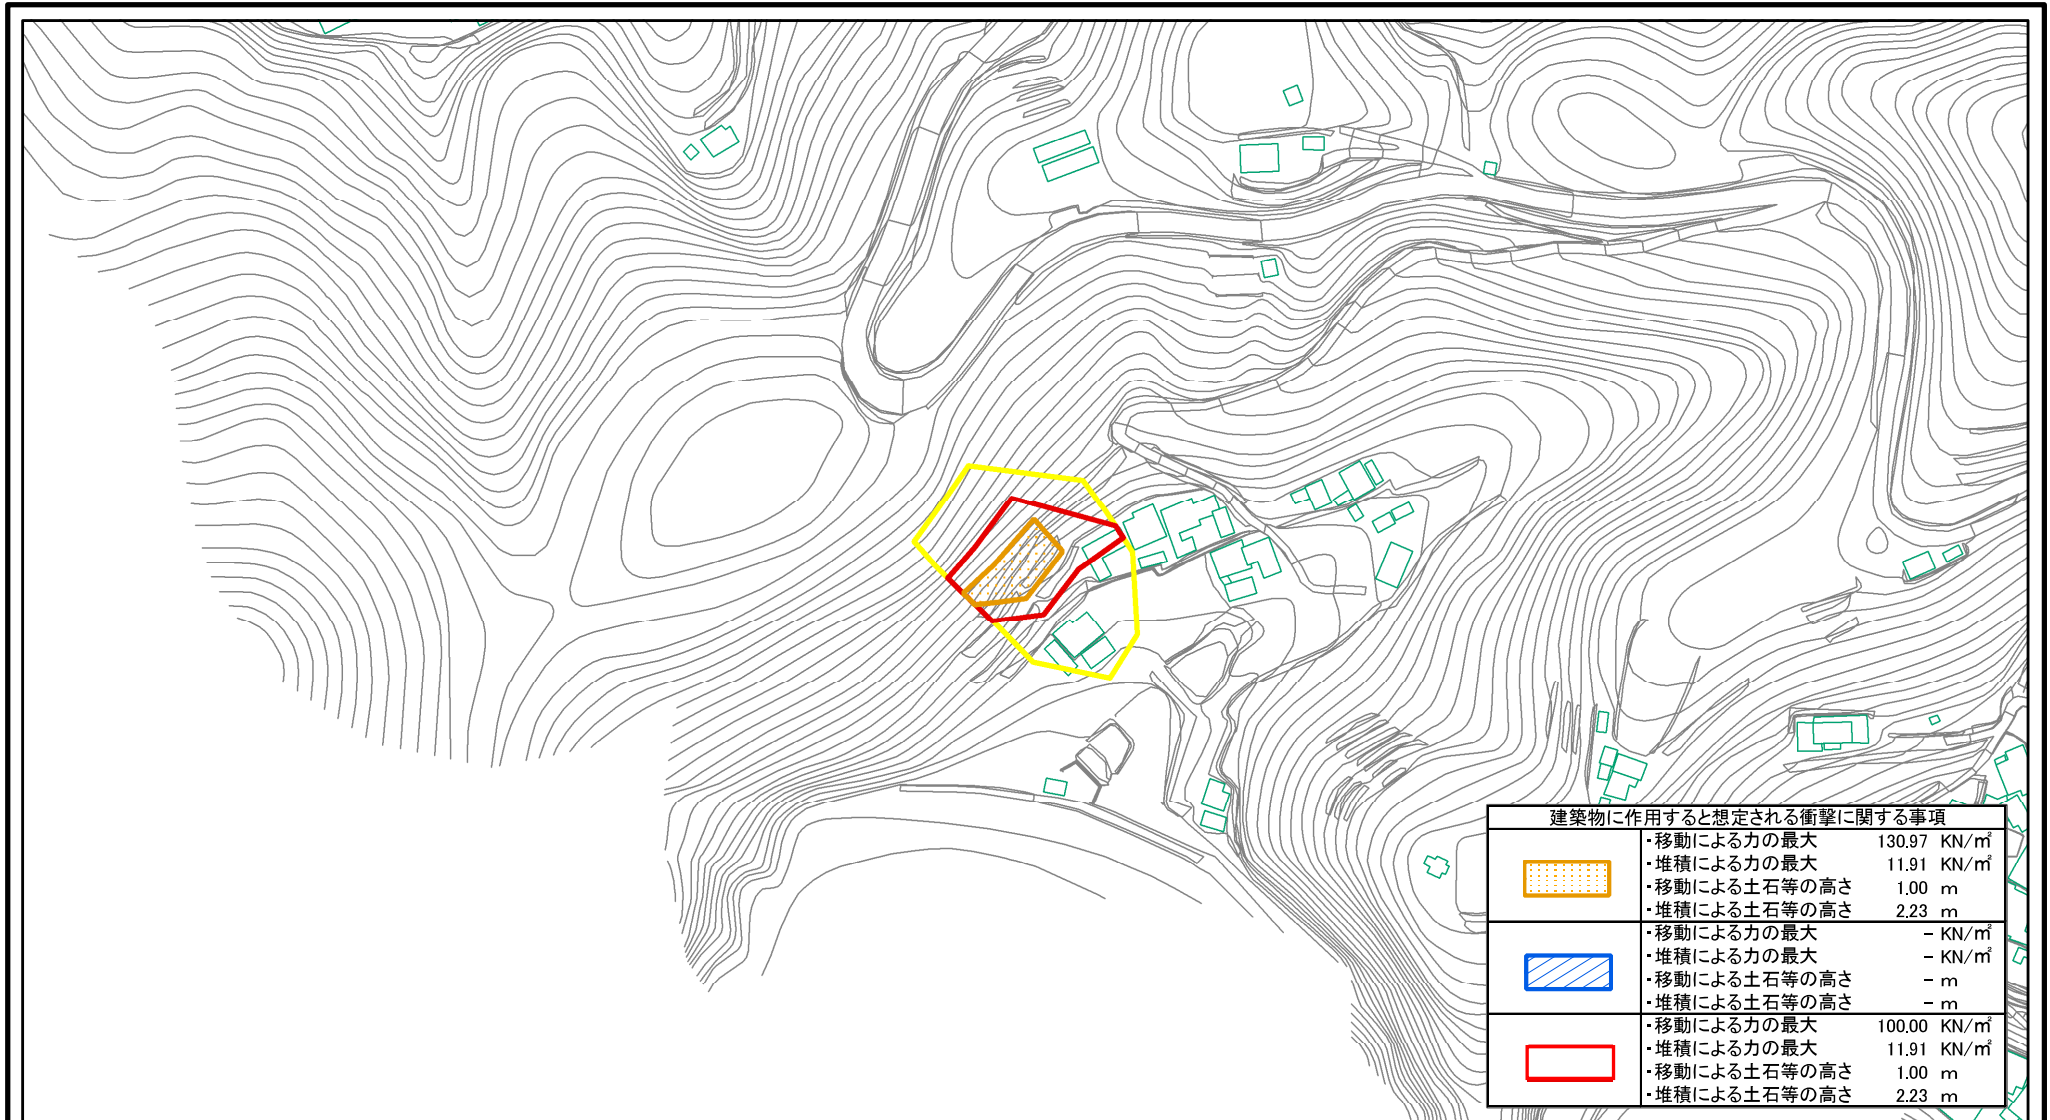 建築物に作用すると想定される衝撃に関する事項
・移動による力の最大 130.97 KN/㎡
・堆積による力の最大 11.91 KN/㎡
・移動による土石等の高さ 1.00 m
・堆積による土石等の高さ 2.23 m
・移動による力の最大 - KN/㎡
・堆積による力の最大 - KN/㎡
・移動による土石等の高さ - m
・堆積による土石等の高さ - m
・移動による力の最大 100.00 KN/㎡
・堆積による力の最大 11.91 KN/㎡
・移動による土石等の高さ 1.00 m
・堆積による土石等の高さ 2.23 m